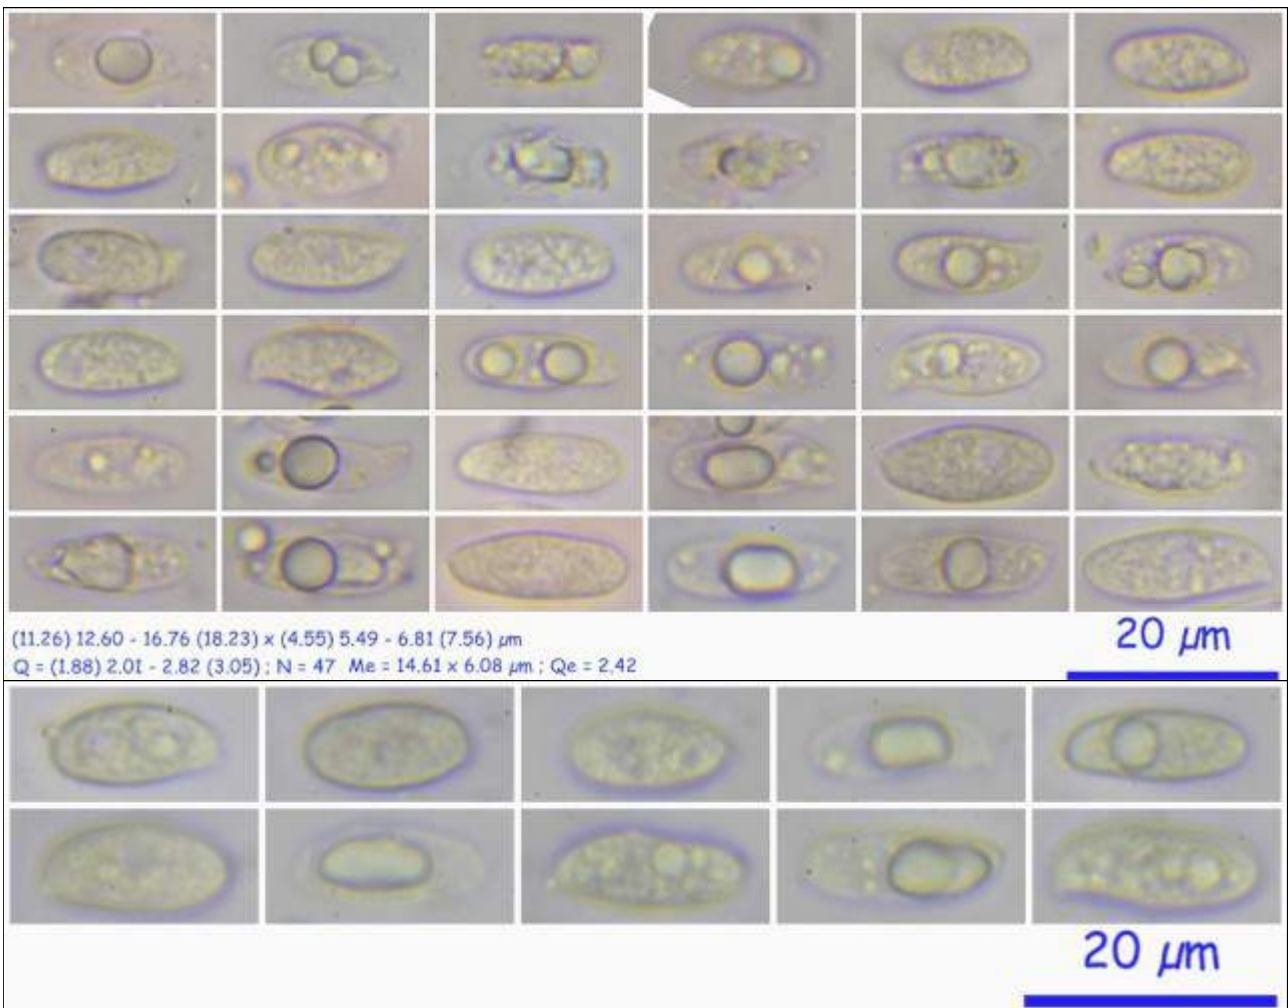 (11.26) 12.60 - 16.76 (18.23) x (4.55) 5.49 - 6.81 (7.56) µm
Q = (1.88) 2.01 - 2.82 (3.05) ; N = 47 Me = 14.61 x 6.08 µm ; Qe = 2.42
20 µm
20 µm